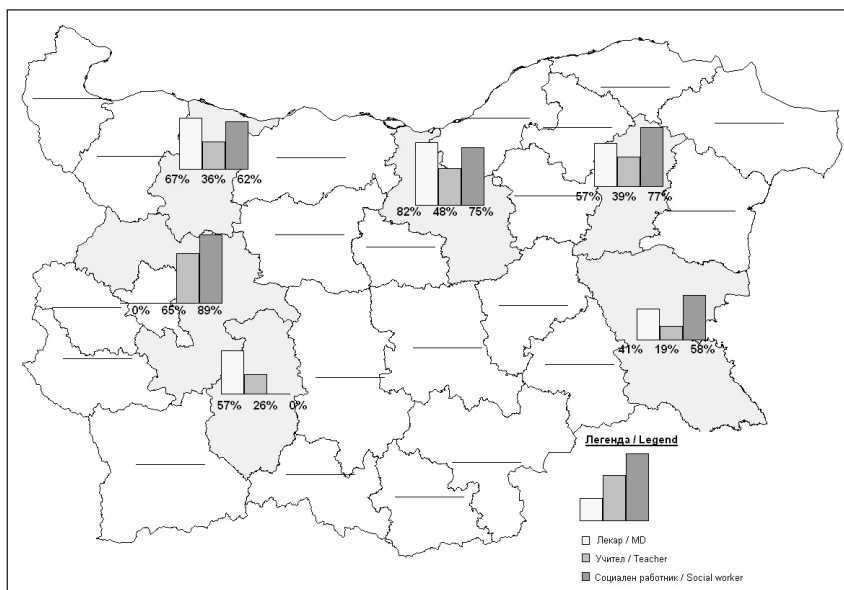 67% 36% 62%
82% 48% 75%
57% 39% 77%
0% 65% 89%
41% 19% 58%
57% 26% 0%
Легенда / Legend
Лекар / MD
Учител / Teacher
Социален работник / Social worker